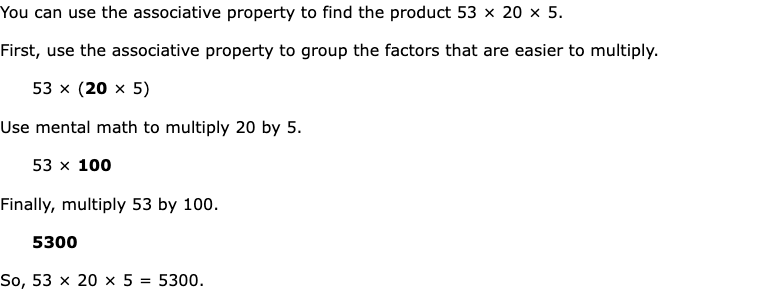 You can use the associative property to find the product 53 × 20 × 5.
First, use the associative property to group the factors that are easier to multiply.
53 × (20 × 5)
Use mental math to multiply 20 by 5.
53 × 100
Finally, multiply 53 by 100.
5300
So, 53 × 20 × 5 = 5300.